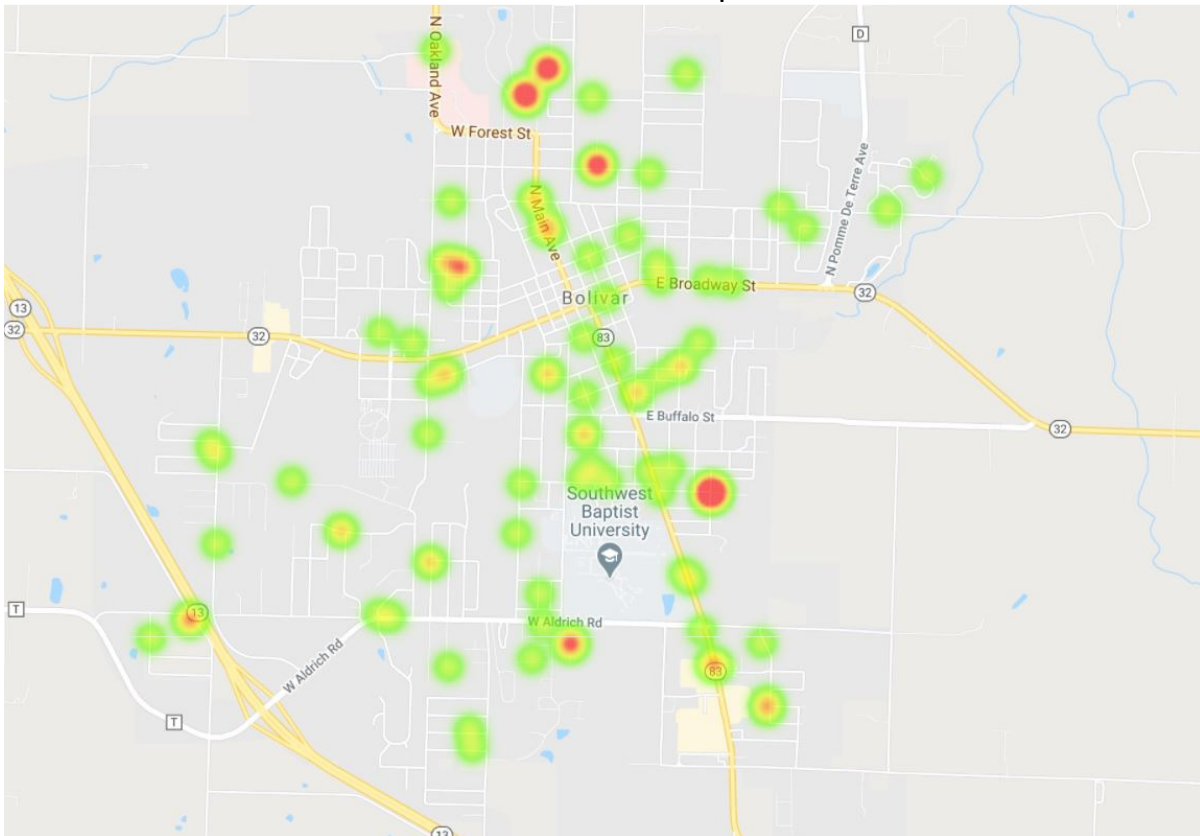 N Oakland Ave
D
W Forest St
N Main Ave
N Pomme De Terre Ave
E Broadway St
32
Bolivar
13
32
32
83
E Buffalo St
32
Southwest
Baptist
University
T
13
W Aldrich Rd
W Aldrich Rd
83
T
13